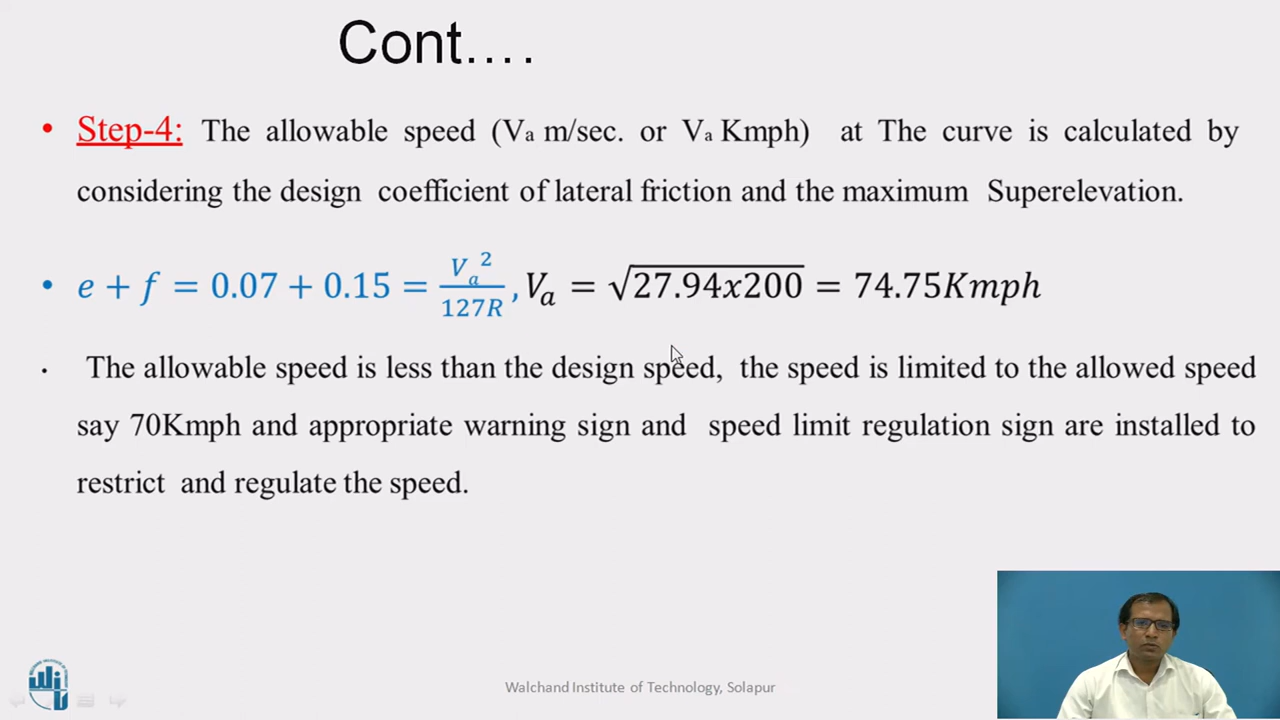 Cont….
• Step-4: The allowable speed (Vₐ m/sec. or Vₐ Kmph) at The curve is calculated by
considering the design coefficient of lateral friction and the maximum Superelevation.
• e + f = 0.07 + 0.15 = Vₐ²/127R, Vₐ = √27.94x200 = 74.75Kmph
• The allowable speed is less than the design speed, the speed is limited to the allowed speed
say 70Kmph and appropriate warning sign and speed limit regulation sign are installed to
restrict and regulate the speed.
Walchand Institute of Technology, Solapur